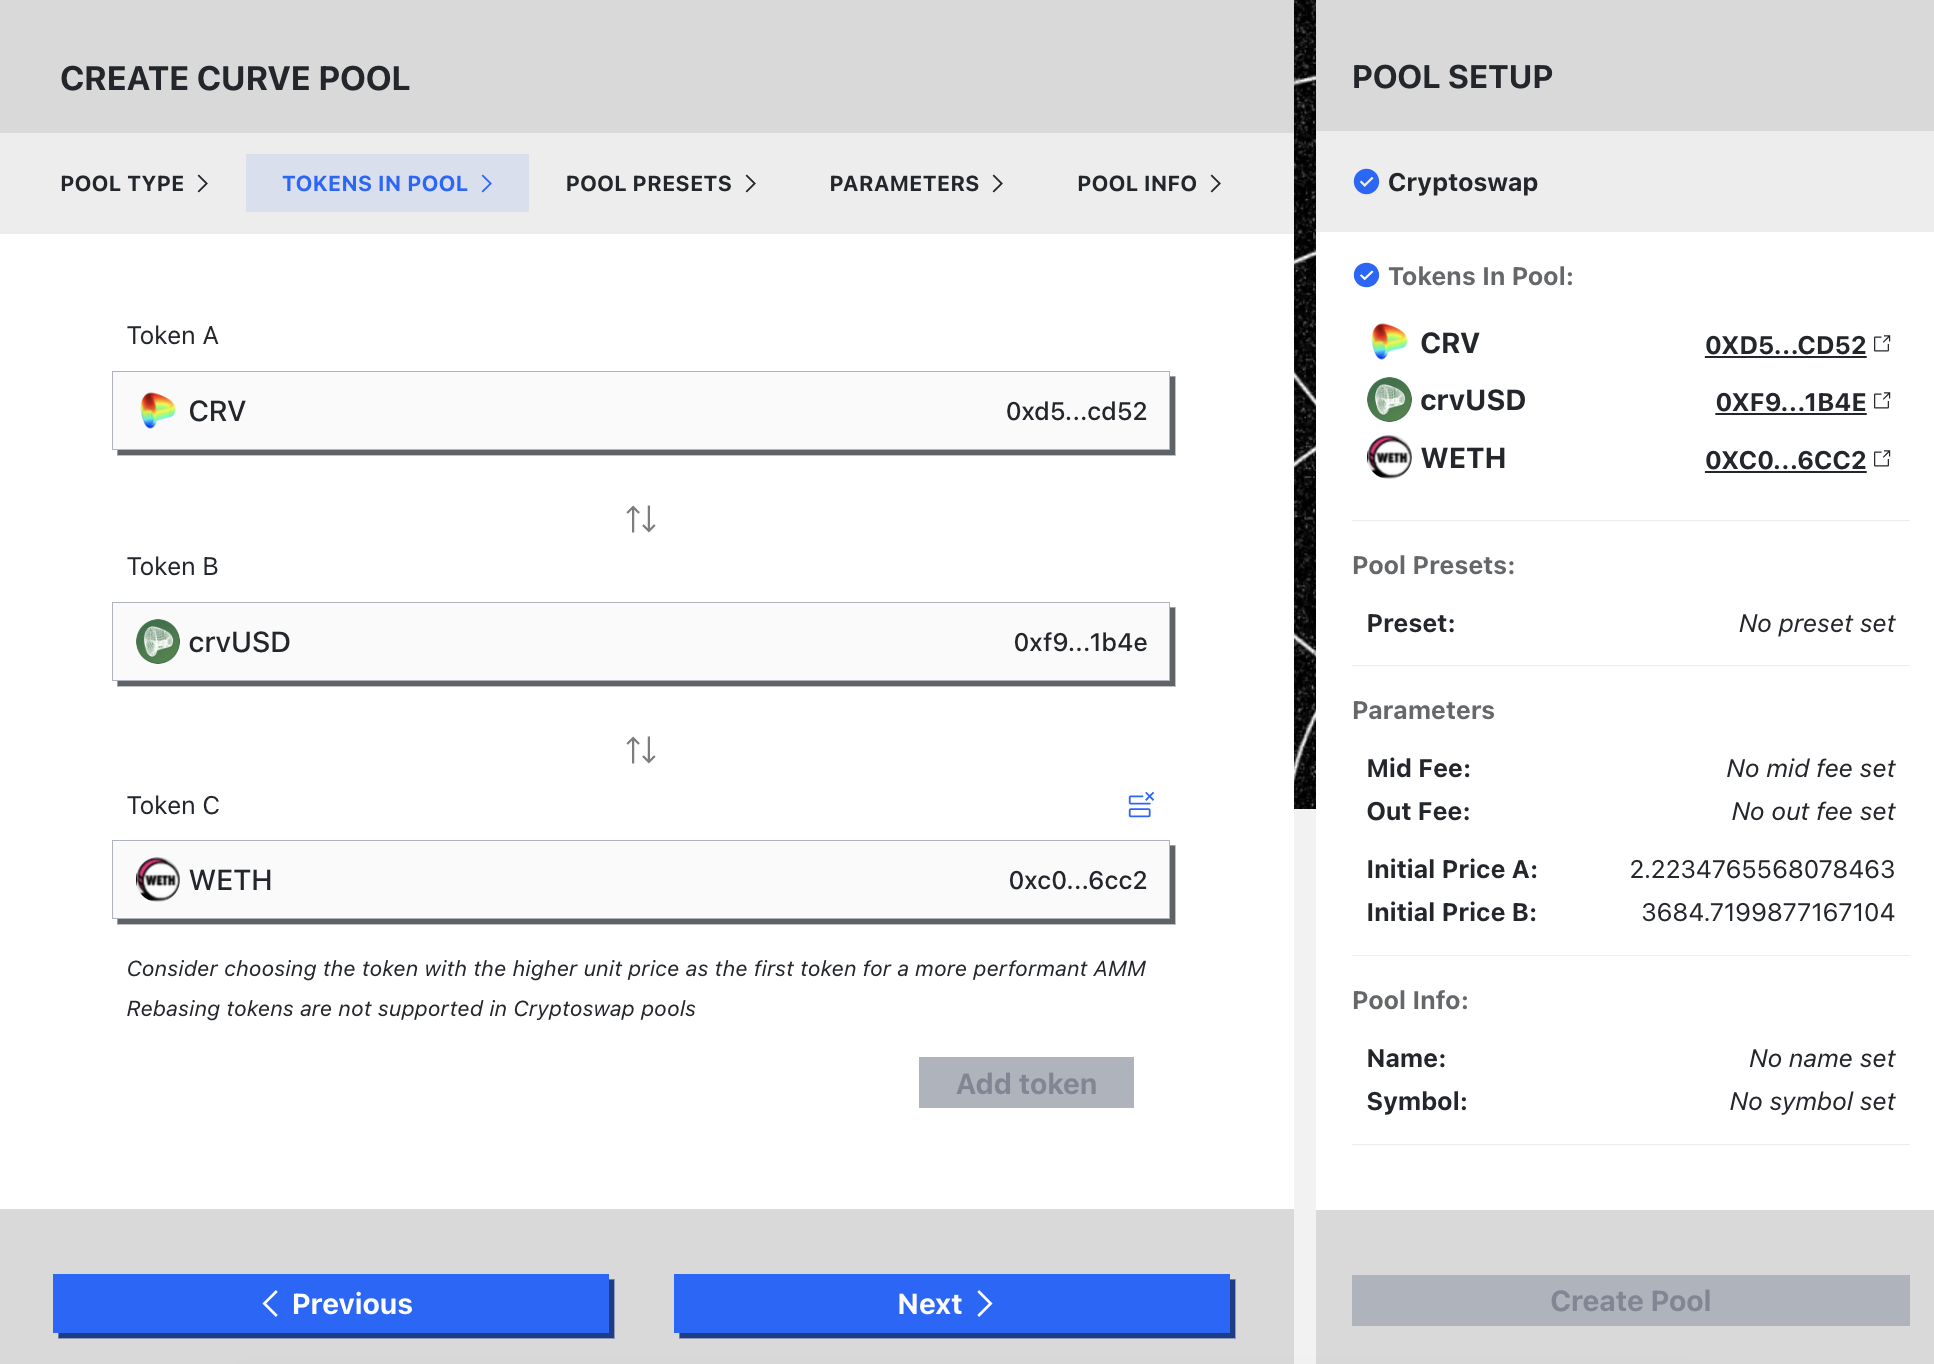 CREATE CURVE POOL
POOL TYPE
TOKENS IN POOL
POOL PRESETS
PARAMETERS
POOL INFO
Token A
CRV 0xd5...cd52
Token B
crvUSD 0xf9...1b4e
Token C
WETH WETH 0xc0...6cc2
Consider choosing the token with the higher unit price as the first token for a more performant AMM
Rebasing tokens are not supported in Cryptoswap pools
Add token
Previous
Next
POOL SETUP
Cryptoswap
Tokens In Pool:
CRV 0XD5...CD52
crvUSD 0XF9...1B4E
WETH WETH 0XC0...6CC2
Pool Presets:
Preset: No preset set
Parameters
Mid Fee: No mid fee set
Out Fee: No out fee set
Initial Price A: 2.2234765568078463
Initial Price B: 3684.7199877167104
Pool Info:
Name: No name set
Symbol: No symbol set
Create Pool